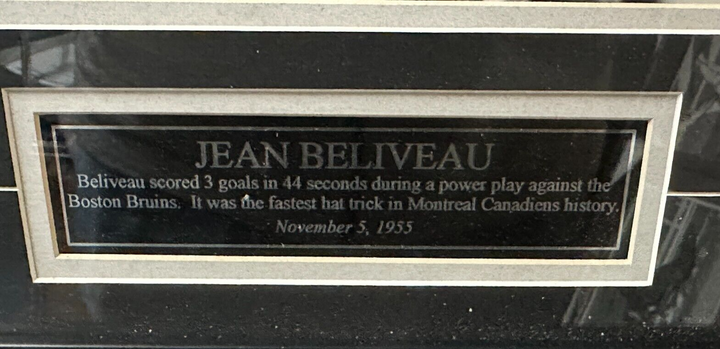 JEAN BELIVEAU
Beliveau scored 3 goals in 44 seconds during a power play against the
Boston Bruins. It was the fastest hat trick in Montreal Canadiens history.
November 5, 1955